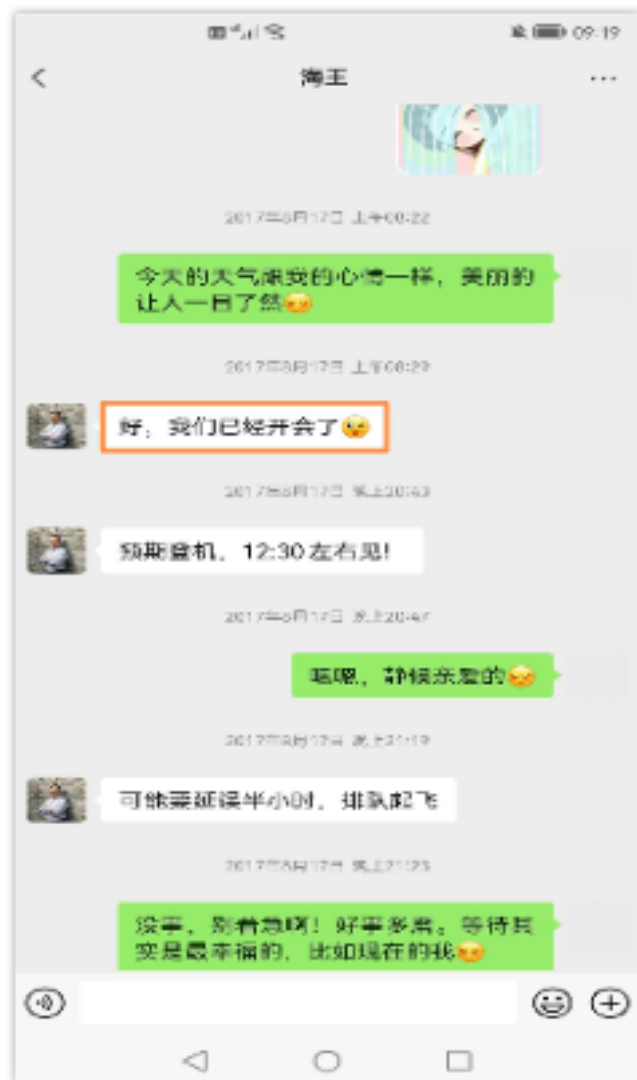 09:19
海王
2017年8月17日 上午08:22
今天的天气跟我的心情一样，美丽的
让人一目了然
2017年8月17日 上午08:29
好，我们已经开会了
2017年8月17日 晚上20:43
预期登机，12:30左右见!
2017年8月17日 晚上20:47
嗯嗯，静候亲爱的
2017年8月17日 晚上21:19
可能要延误半小时，排队起飞
2017年8月17日 晚上21:23
没事，别着急啊！好事多磨。等待其
实是最幸福的，比如现在的我